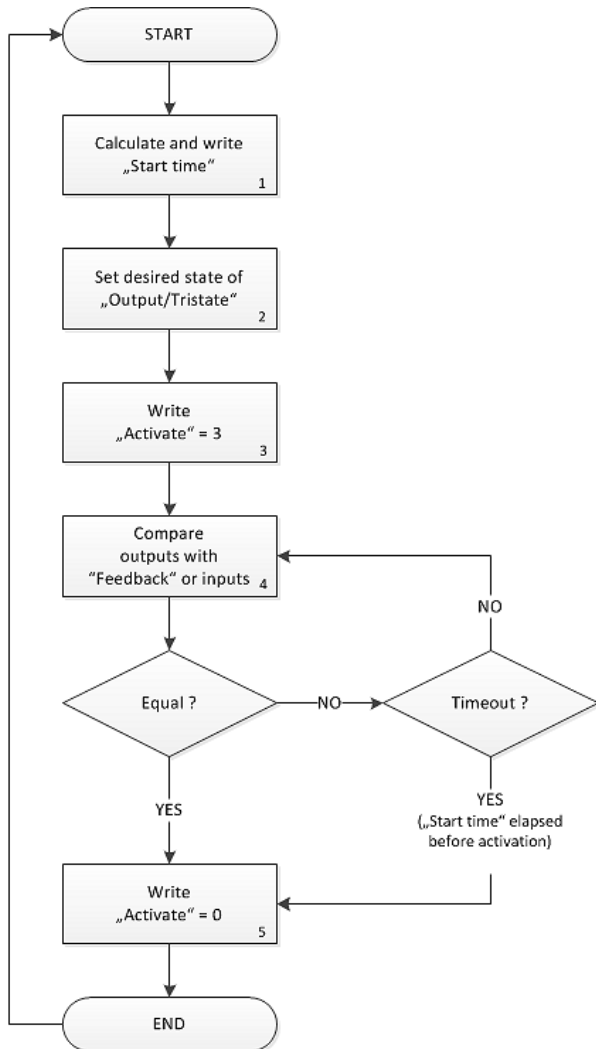 START
Calculate and write
„Start time“
1
Set desired state of
„Output/Tristate“
2
Write
„Activate“ = 3
3
Compare
outputs with
“Feedback“ or inputs
4
NO
Equal ?
NO
Timeout ?
YES
YES
(„Start time“ elapsed
before activation)
Write
„Activate“ = 0
5
END